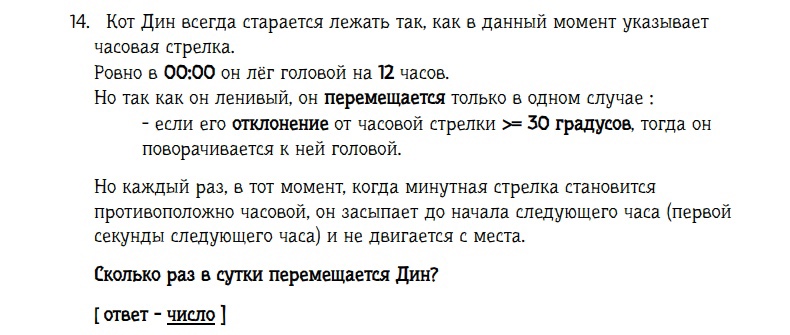 14. Кот Дин всегда старается лежать так, как в данный момент указывает
часовая стрелка.
Ровно в 00:00 он лёг головой на 12 часов.
Но так как он ленивый, он перемещается только в одном случае :
- если его отклонение от часовой стрелки >= 30 градусов, тогда он
поворачивается к ней головой.
Но каждый раз, в тот момент, когда минутная стрелка становится
противоположно часовой, он засыпает до начала следующего часа (первой
секунды следующего часа) и не двигается с места.
Сколько раз в сутки перемещается Дин?
[ ответ - число ]